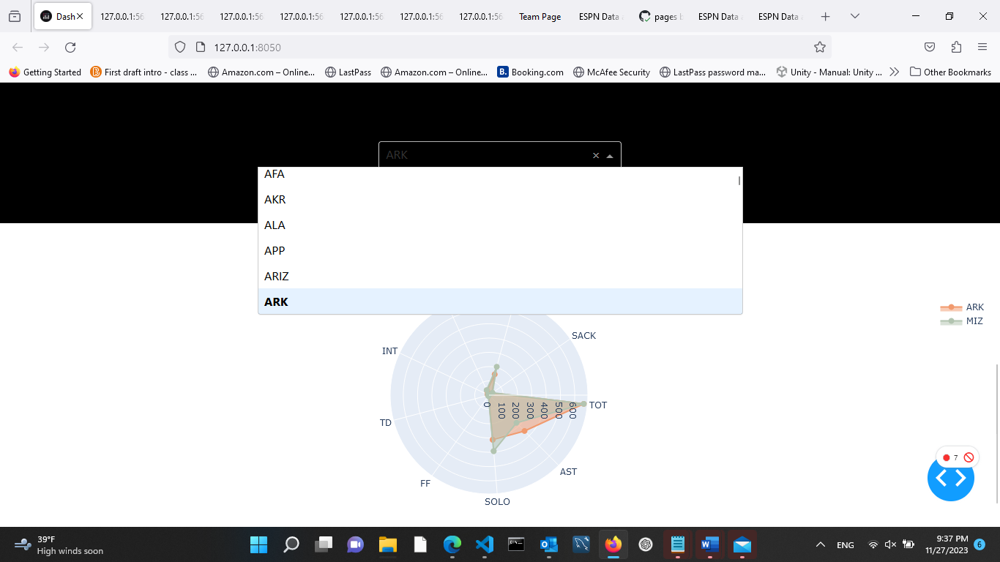 Dash
127.0.0.1:56
127.0.0.1:56
127.0.0.1:56
127.0.0.1:56
127.0.0.1:56
127.0.0.1:56
127.0.0.1:56
Team Page
ESPN Data
pages b
ESPN Data
ESPN Data
127.0.0.1:8050
Getting Started
First draft intro - class ...
Amazon.com – Online...
LastPass
Amazon.com – Online...
Booking.com
McAfee Security
LastPass password ma...
Unity - Manual: Unity ...
Other Bookmarks
ARK
AFA
AKR
ALA
APP
ARIZ
ARK
ARK
MIZ
SACK
INT
TOT
0 100 200 300 400 500 600
TD
AST
FF
SOLO
7
39°F
High winds soon
ENG
9:37 PM
11/27/2023
6